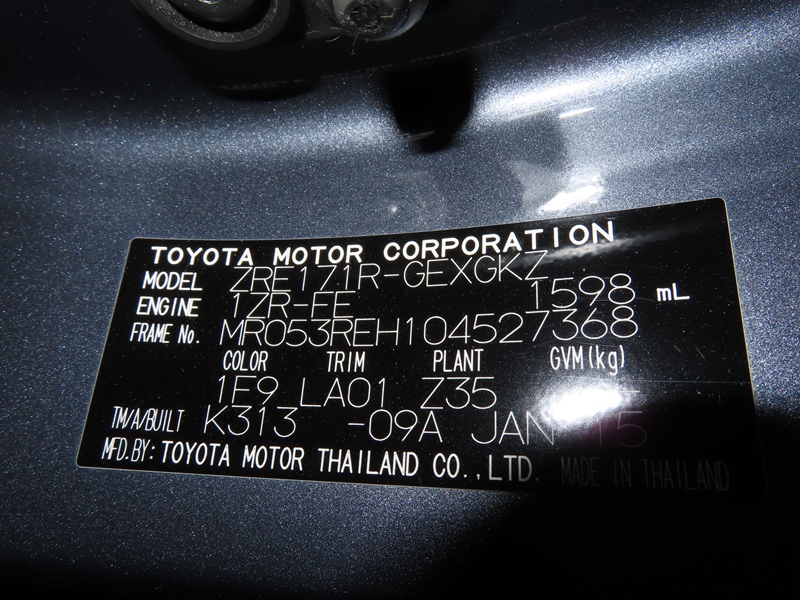 TOYOTA MOTOR CORPORATION
MODEL ZRE171R-GEXGKZ
ENGINE 1ZR-FE 1598 mL
FRAME No. MR053REH104527368
COLOR TRIM PLANT GVM(kg)
1F9 LA01 Z35
TM/A/BUILT K313 -09A JAN 15
MFD.BY: TOYOTA MOTOR THAILAND CO.,LTD. MADE IN THAILAND